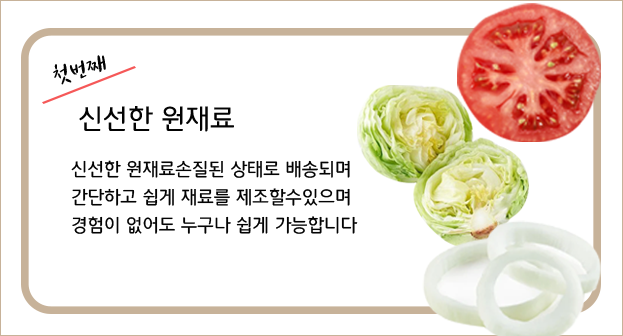 첫번째
신선한 원재료
신선한 원재료손질된 상태로 배송되며
간단하고 쉽게 재료를 제조할수있으며
경험이 없어도 누구나 쉽게 가능합니다